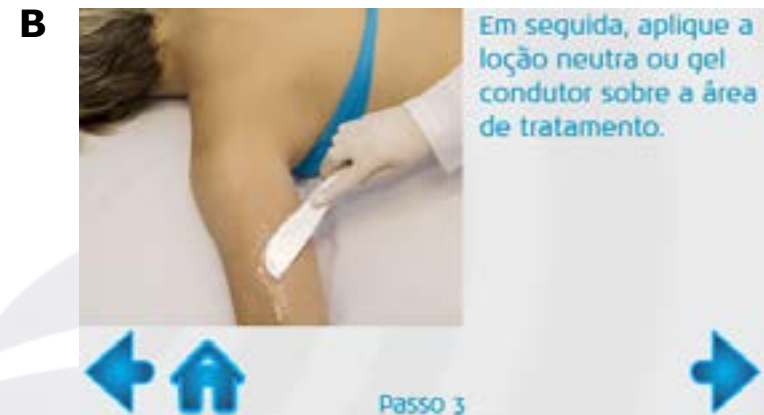 B
Em seguida, aplique a
loção neutra ou gel
condutor sobre a área
de tratamento.
Passo 3